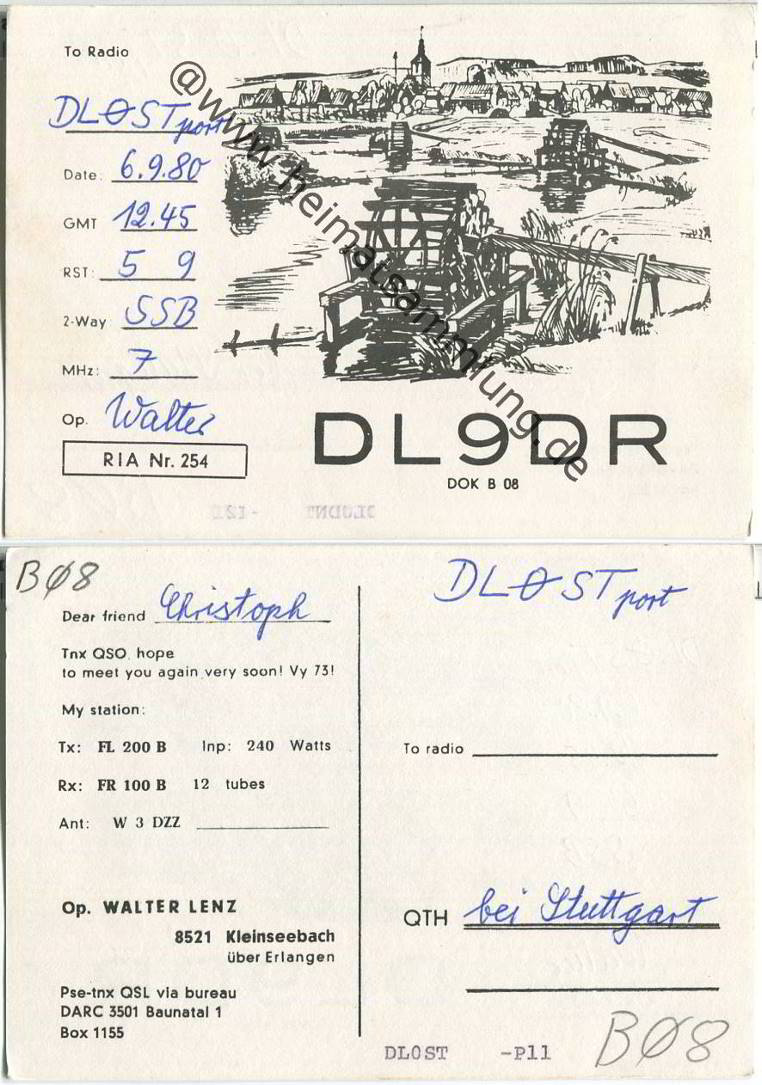 To Radio
DLØST port
Date: 6.9.80
GMT 12.45
RST: 5 9
2-Way SSB
MHz: 7
Op. Walter
RIA Nr. 254
DL9DR
DOK B 08
@www.heimatsammlung.de
BØ8
Dear friend Christoph
Tnx QSO, hope
to meet you again very soon! Vy 73!
My station:
Tx: FL 200 B Inp: 240 Watts
Rx: FR 100 B 12 tubes
Ant: W 3 DZZ
Op. WALTER LENZ
8521 Kleinseebach
über Erlangen
Pse-tnx QSL via bureau
DARC 3501 Baunatal 1
Box 1155
DLØST port
To radio
QTH bei Stuttgart
DL0ST -P11
BØ8